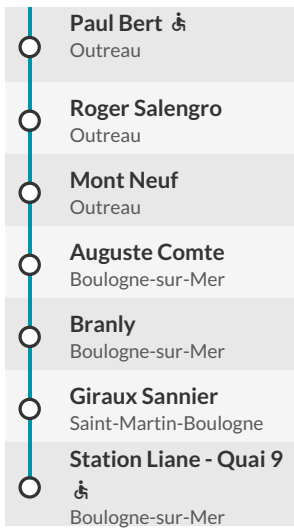 Paul Bert
Outreau
Roger Salengro
Outreau
Mont Neuf
Outreau
Auguste Comte
Boulogne-sur-Mer
Branly
Boulogne-sur-Mer
Giraux Sannier
Saint-Martin-Boulogne
Station Liane - Quai 9
Boulogne-sur-Mer